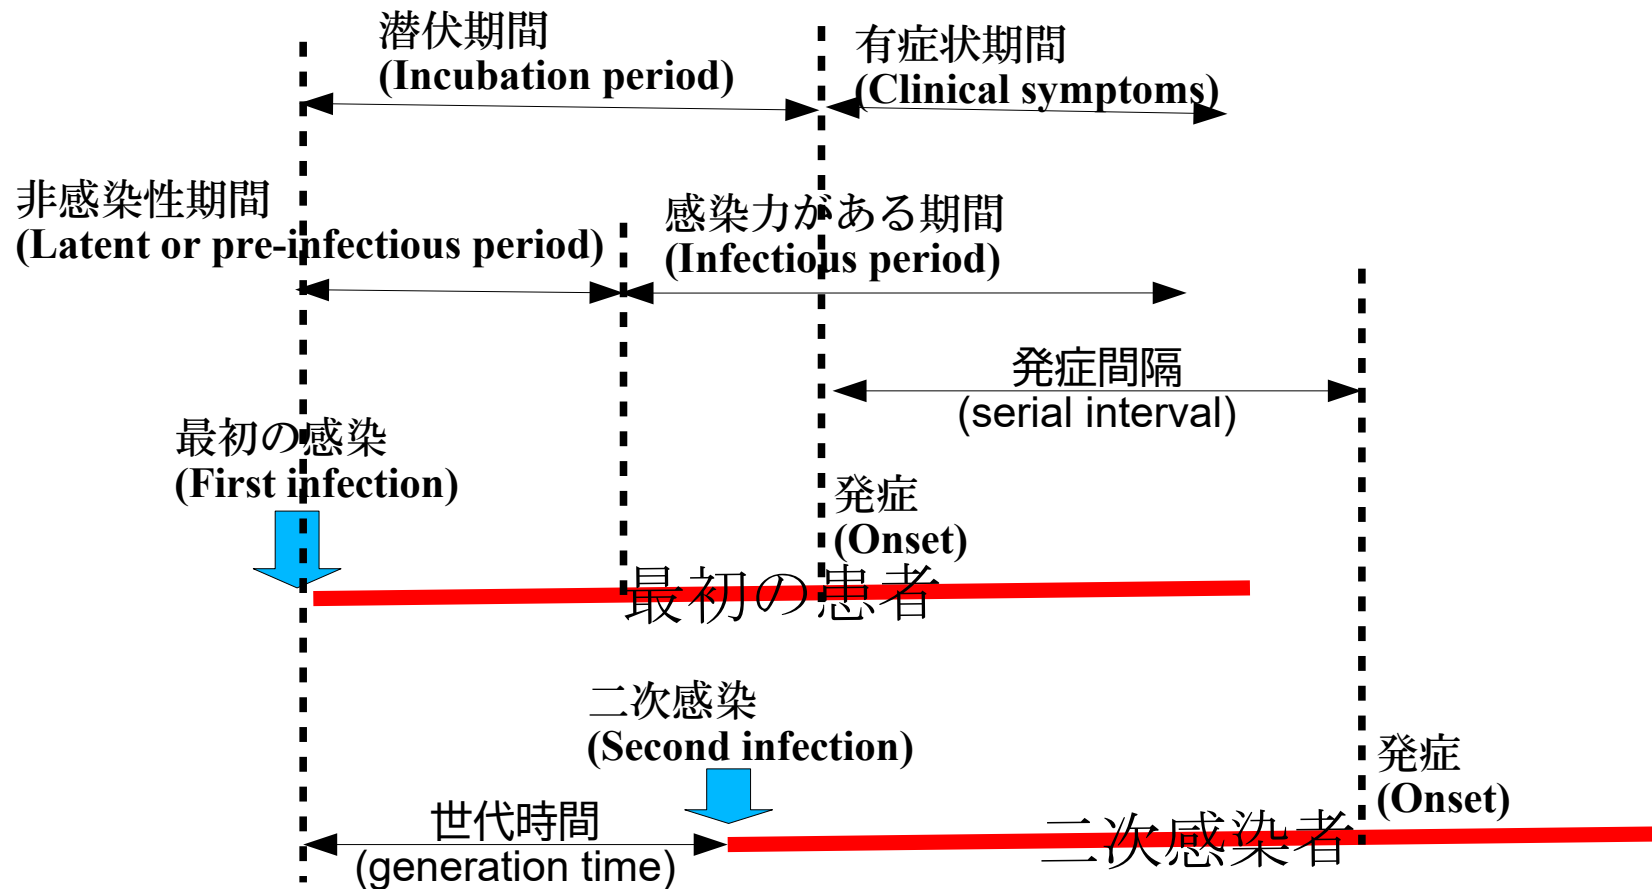 潜伏期間
(Incubation period)
有症状期間
(Clinical symptoms)
非感染性期間
(Latent or pre-infectious period)
感染力がある期間
(Infectious period)
発症間隔
(serial interval)
最初の感染
(First infection)
発症
(Onset)
最初の患者
二次感染
(Second infection)
発症
(Onset)
世代時間
(generation time)
二次感染者